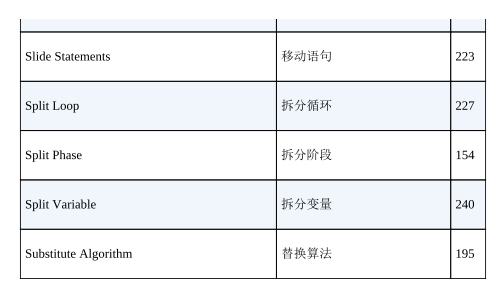 Slide Statements 移动语句 223
Split Loop 拆分循环 227
Split Phase 拆分阶段 154
Split Variable 拆分变量 240
Substitute Algorithm 替换算法 195